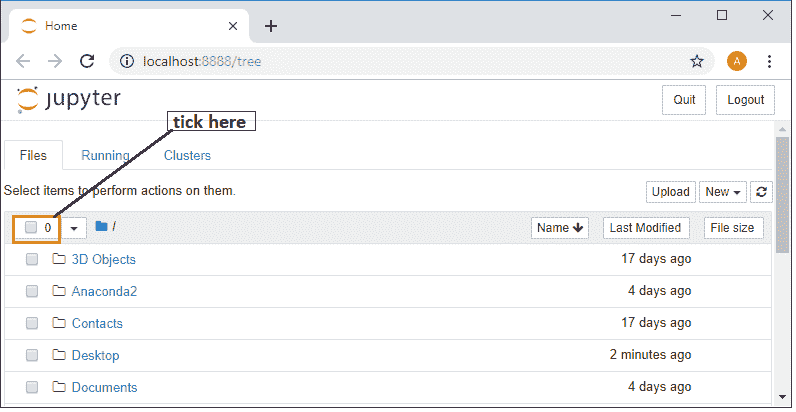 Home
localhost:8888/tree
A
jupyter
Quit
Logout
tick here
Files
Running
Clusters
Select items to perform actions on them.
Upload
New
0
/
Name
Last Modified
File size
3D Objects 17 days ago
Anaconda2 4 days ago
Contacts 17 days ago
Desktop 2 minutes ago
Documents 4 days ago